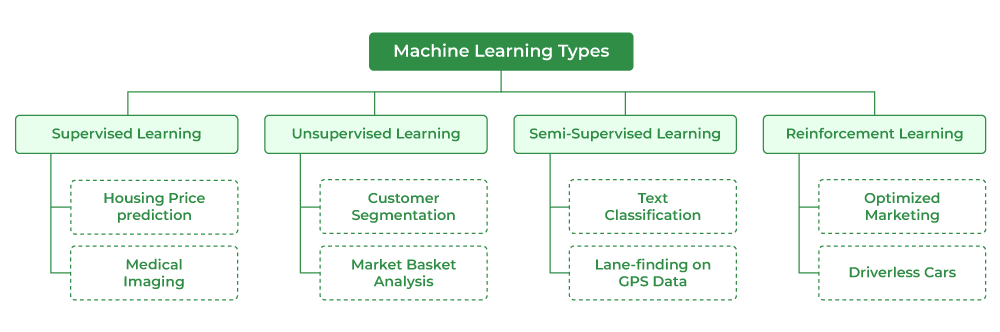 Machine Learning Types
Supervised Learning
Housing Price
prediction
Medical
Imaging
Unsupervised Learning
Customer
Segmentation
Market Basket
Analysis
Semi-Supervised Learning
Text
Classification
Lane-finding on
GPS Data
Reinforcement Learning
Optimized
Marketing
Driverless Cars